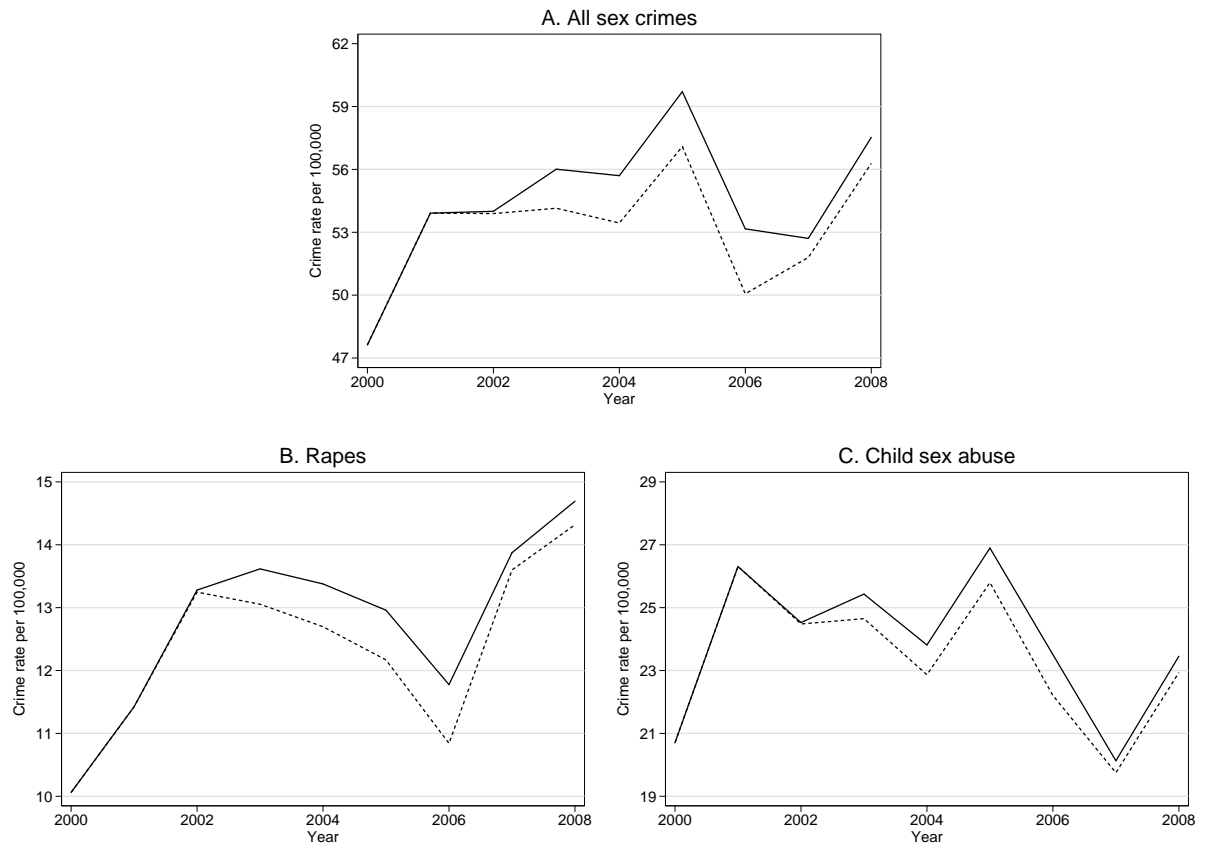 A. All sex crimes
62
59
56
53
50
47
Crime rate per 100,000
2000 2002 2004 2006 2008
Year
B. Rapes
15
14
13
12
11
10
Crime rate per 100,000
2000 2002 2004 2006 2008
Year
C. Child sex abuse
29
27
25
23
21
19
Crime rate per 100,000
2000 2002 2004 2006 2008
Year